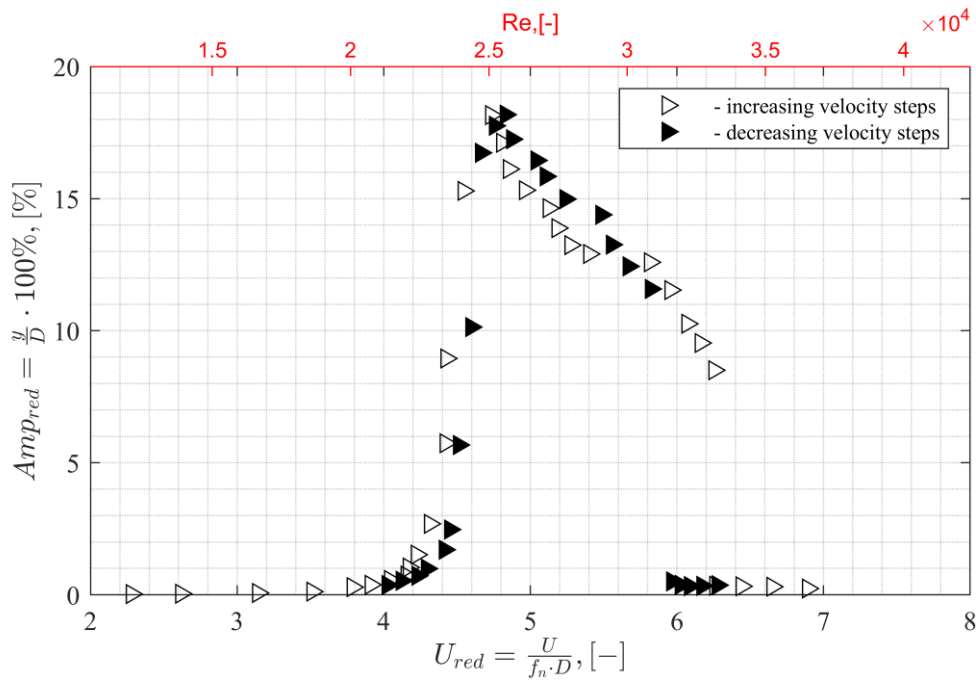 Re,[-]
×10⁴
1.5 2 2.5 3 3.5 4
20
15
10
5
0
- increasing velocity steps
- decreasing velocity steps
Amp_red = y/D · 100%, [%]
2 3 4 5 6 7 8
U_red = U/(f_n·D), [−]